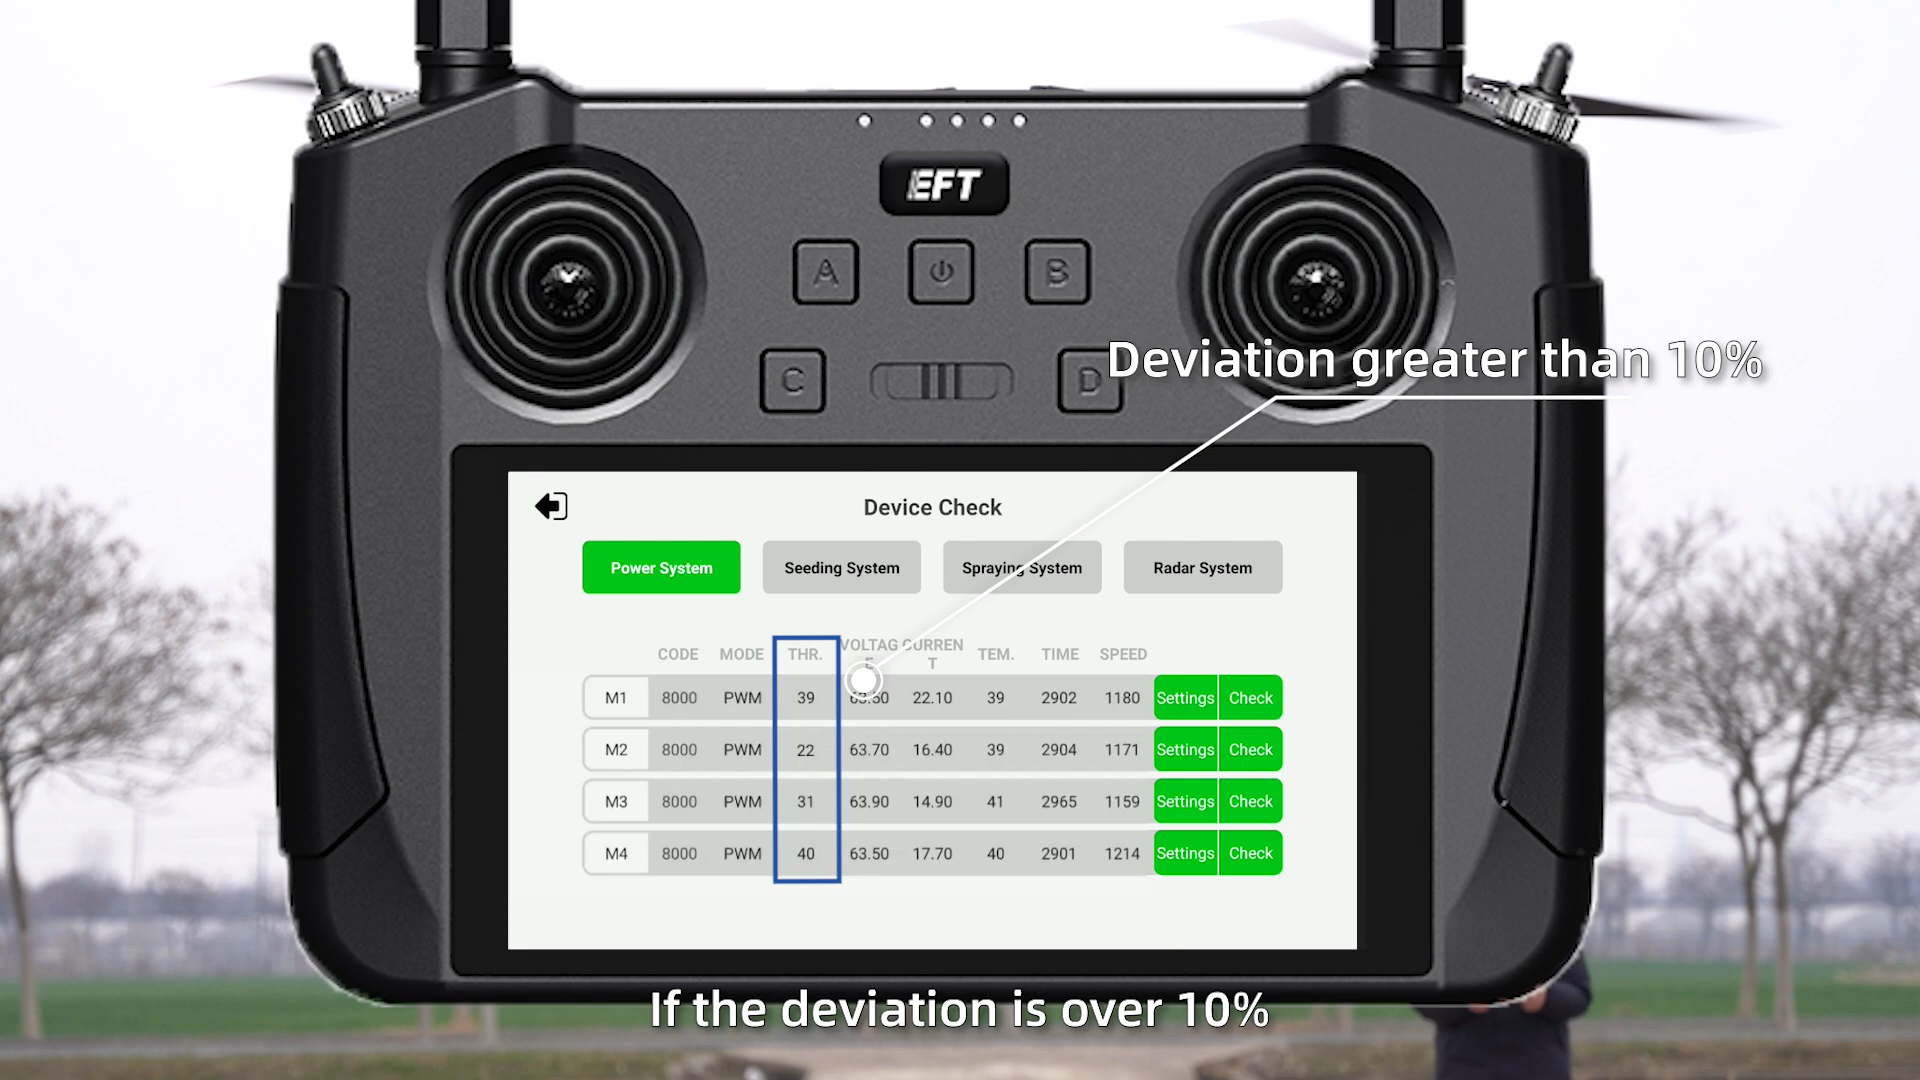 EFT
A
B
C
D
Deviation greater than 10%
Device Check
Power System
Seeding System
Spraying System
Radar System
CODE MODE THR. VOLTAGE CURRENT TEM. TIME SPEED
M1 8000 PWM 39 63.50 22.10 39 2902 1180 Settings Check
M2 8000 PWM 22 63.70 16.40 39 2904 1171 Settings Check
M3 8000 PWM 31 63.90 14.90 41 2965 1159 Settings Check
M4 8000 PWM 40 63.50 17.70 40 2901 1214 Settings Check
If the deviation is over 10%